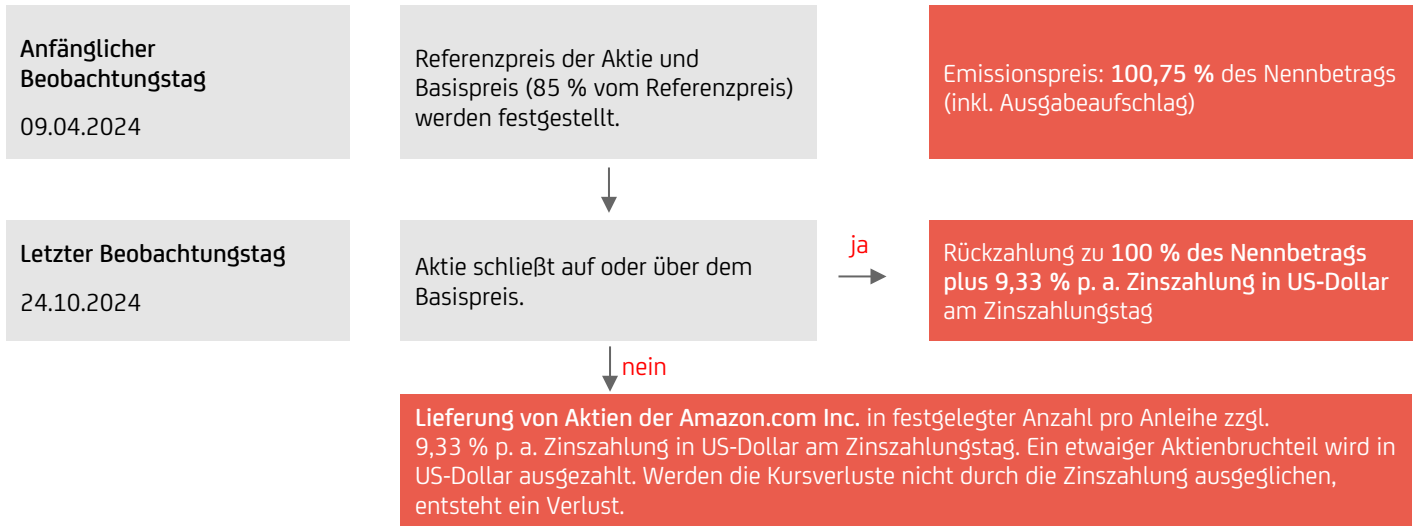 Anfänglicher
Beobachtungstag
09.04.2024
Referenzpreis der Aktie und
Basispreis (85 % vom Referenzpreis)
werden festgestellt.
Emissionspreis: 100,75 % des Nennbetrags
(inkl. Ausgabeaufschlag)
Letzter Beobachtungstag
24.10.2024
Aktie schließt auf oder über dem
Basispreis.
ja
Rückzahlung zu 100 % des Nennbetrags
plus 9,33 % p. a. Zinszahlung in US-Dollar
am Zinszahlungstag
nein
Lieferung von Aktien der Amazon.com Inc. in festgelegter Anzahl pro Anleihe zzgl.
9,33 % p. a. Zinszahlung in US-Dollar am Zinszahlungstag. Ein etwaiger Aktienbruchteil wird in
US-Dollar ausgezahlt. Werden die Kursverluste nicht durch die Zinszahlung ausgeglichen,
entsteht ein Verlust.